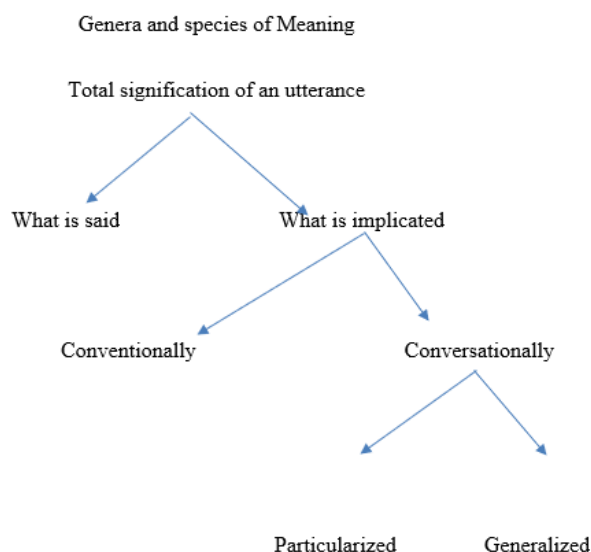 Genera and species of Meaning
Total signification of an utterance
What is said
What is implicated
Conventionally
Conversationally
Particularized
Generalized